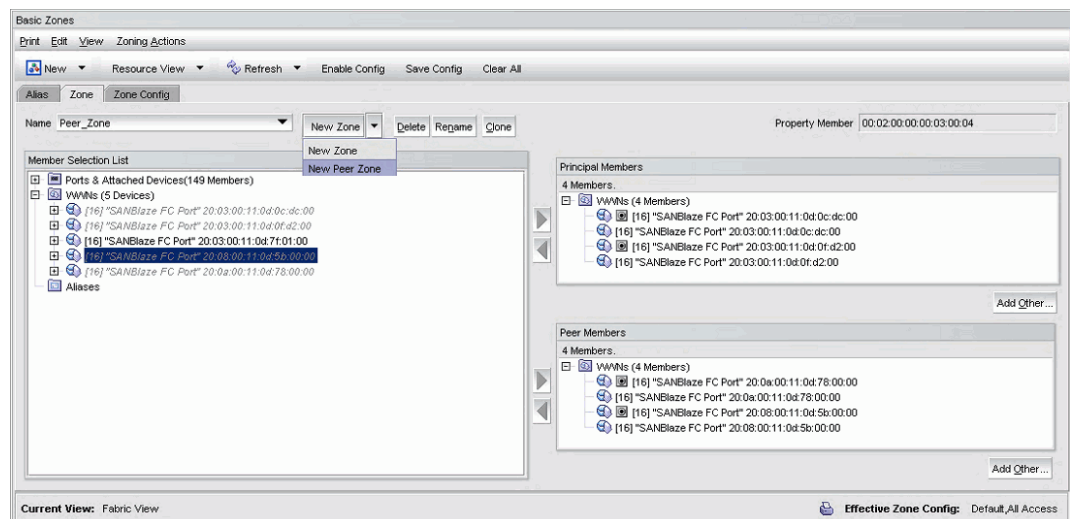 Basic Zones
Print Edit View Zoning Actions
New Resource View Refresh Enable Config Save Config Clear All
Alias Zone Zone Config
Name Peer_Zone New Zone Delete Rename Clone Property Member 00:02:00:00:00:03:00:04
New Zone
New Peer Zone
Member Selection List
Ports & Attached Devices(149 Members)
WWNs (5 Devices)
[16] "SANBlaze FC Port" 20:03:00:11:0d:0c:dc:00
[16] "SANBlaze FC Port" 20:03:00:11:0d:0f:d2:00
[16] "SANBlaze FC Port" 20:03:00:11:0d:7f:01:00
[16] "SANBlaze FC Port" 20:08:00:11:0d:5b:00:00
[16] "SANBlaze FC Port" 20:0a:00:11:0d:78:00:00
Aliases
Principal Members
4 Members.
WWNs (4 Members)
[16] "SANBlaze FC Port" 20:03:00:11:0d:0c:dc:00
[16] "SANBlaze FC Port" 20:03:00:11:0d:0c:dc:00
[16] "SANBlaze FC Port" 20:03:00:11:0d:0f:d2:00
[16] "SANBlaze FC Port" 20:03:00:11:0d:0f:d2:00
Add Other...
Peer Members
4 Members.
WWNs (4 Members)
[16] "SANBlaze FC Port" 20:0a:00:11:0d:78:00:00
[16] "SANBlaze FC Port" 20:0a:00:11:0d:78:00:00
[16] "SANBlaze FC Port" 20:08:00:11:0d:5b:00:00
[16] "SANBlaze FC Port" 20:08:00:11:0d:5b:00:00
Add Other...
Current View: Fabric View Effective Zone Config: Default,All Access